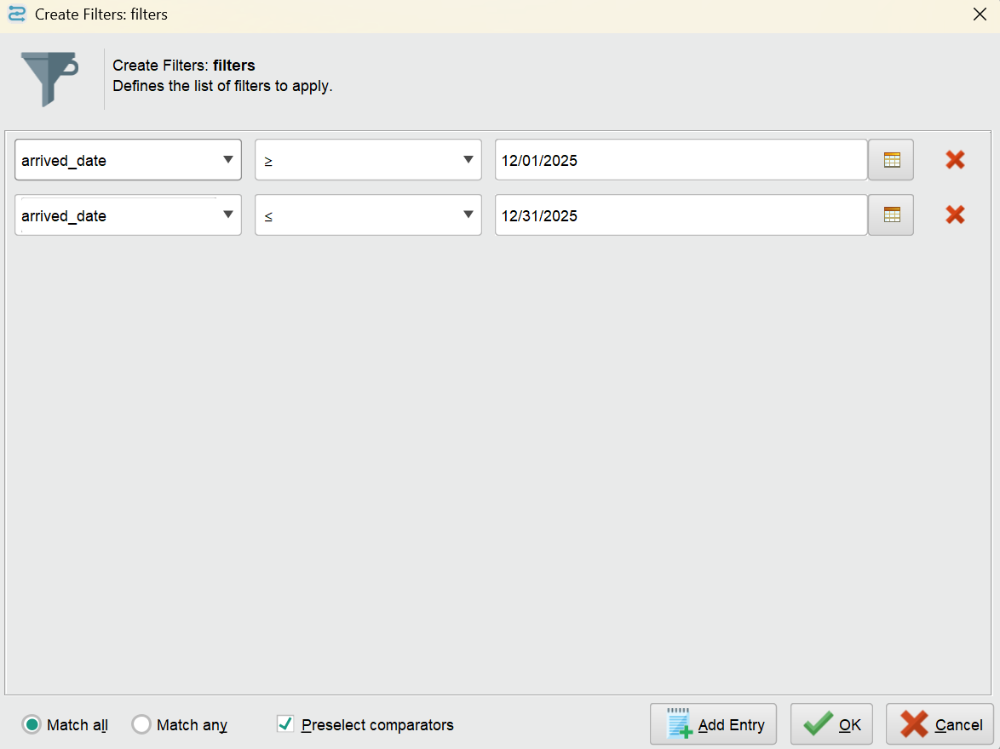 Create Filters: filters
Create Filters: filters
Defines the list of filters to apply.
arrived_date ≥ 12/01/2025
arrived_date ≤ 12/31/2025
Match all Match any Preselect comparators Add Entry OK Cancel